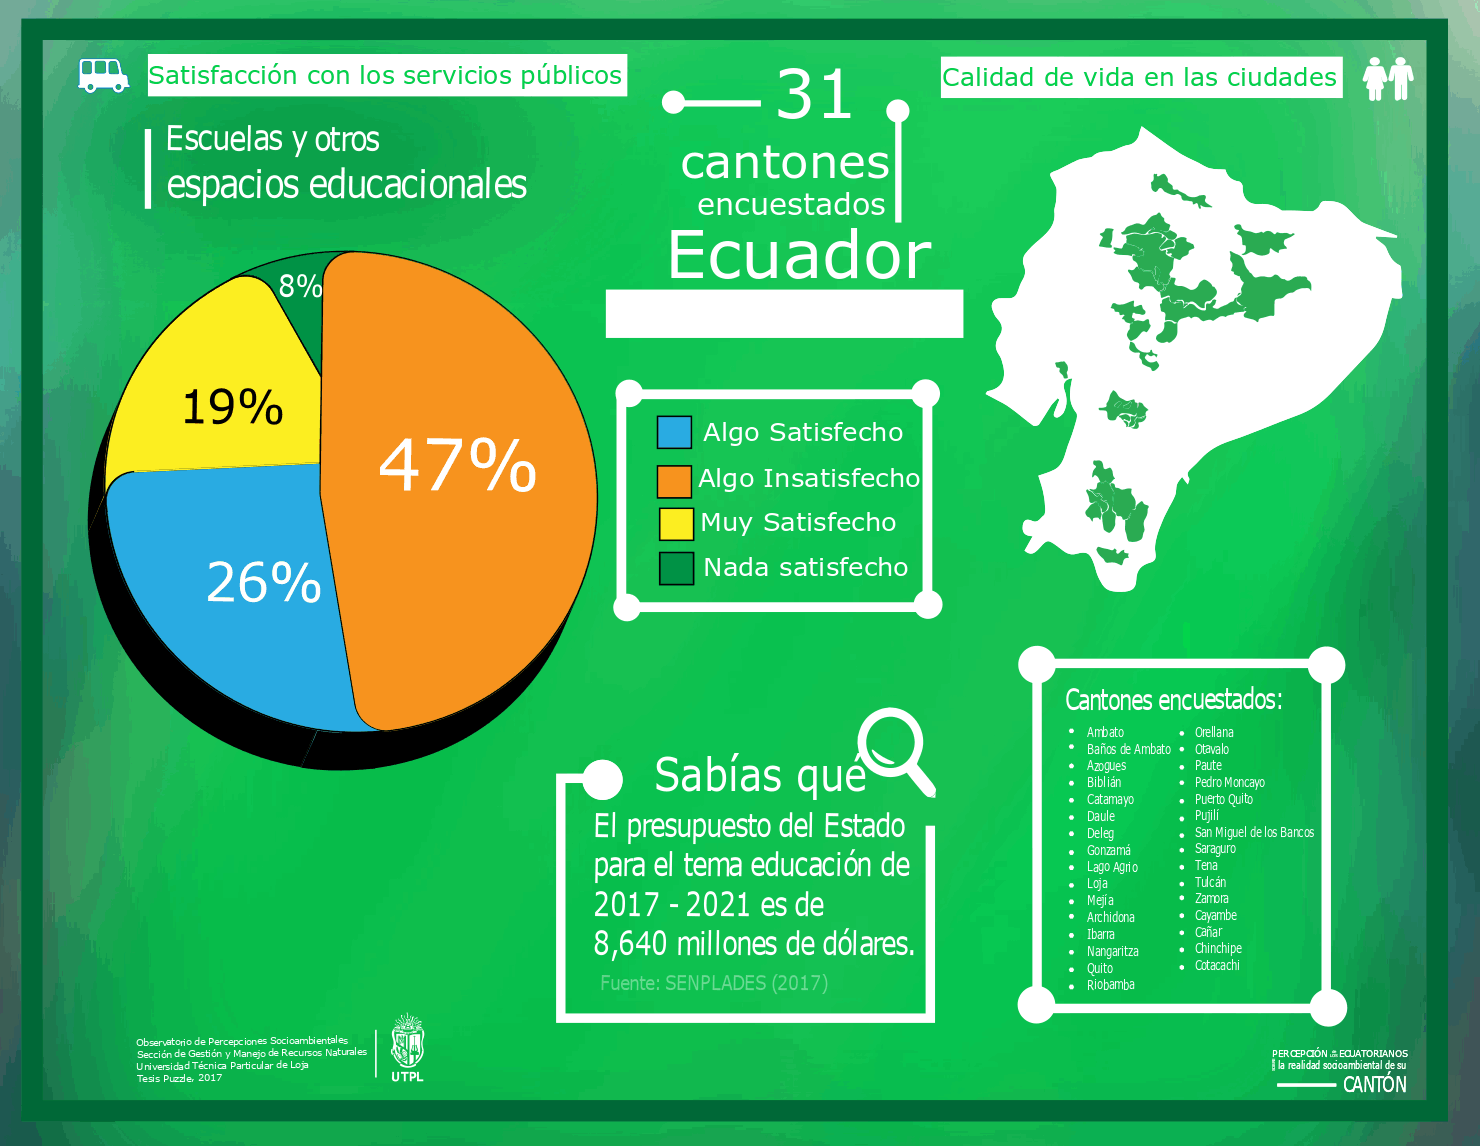 Satisfacción con los servicios públicos
Escuelas y otros
espacios educacionales
8%
19%
47%
26%
31
cantones
encuestados
Ecuador
Calidad de vida en las ciudades
Algo Satisfecho
Algo Insatisfecho
Muy Satisfecho
Nada satisfecho
Sabías qué
El presupuesto del Estado
para el tema educación de
2017 - 2021 es de
8,640 millones de dólares.
Fuente: SENPLADES (2017)
Cantones encuestados:
Ambato
Baños de Ambato
Azogues
Biblián
Catamayo
Daule
Deleg
Gonzamá
Lago Agrio
Loja
Mejía
Archidona
Ibarra
Nangaritza
Quito
Riobamba
Orellana
Otavalo
Paute
Pedro Moncayo
Puerto Quito
Pujilí
San Miguel de los Bancos
Saraguro
Tena
Tulcán
Zamora
Cayambe
Cañar
Chinchipe
Cotacachi
Observatorio de Percepciones Socioambientales
Sección de Gestión y Manejo de Recursos Naturales
Universidad Técnica Particular de Loja
Tesis Puzzle, 2017
UTPL
PERCEPCIÓN ECUATORIANOS
la realidad socioambiental de su
CANTÓN